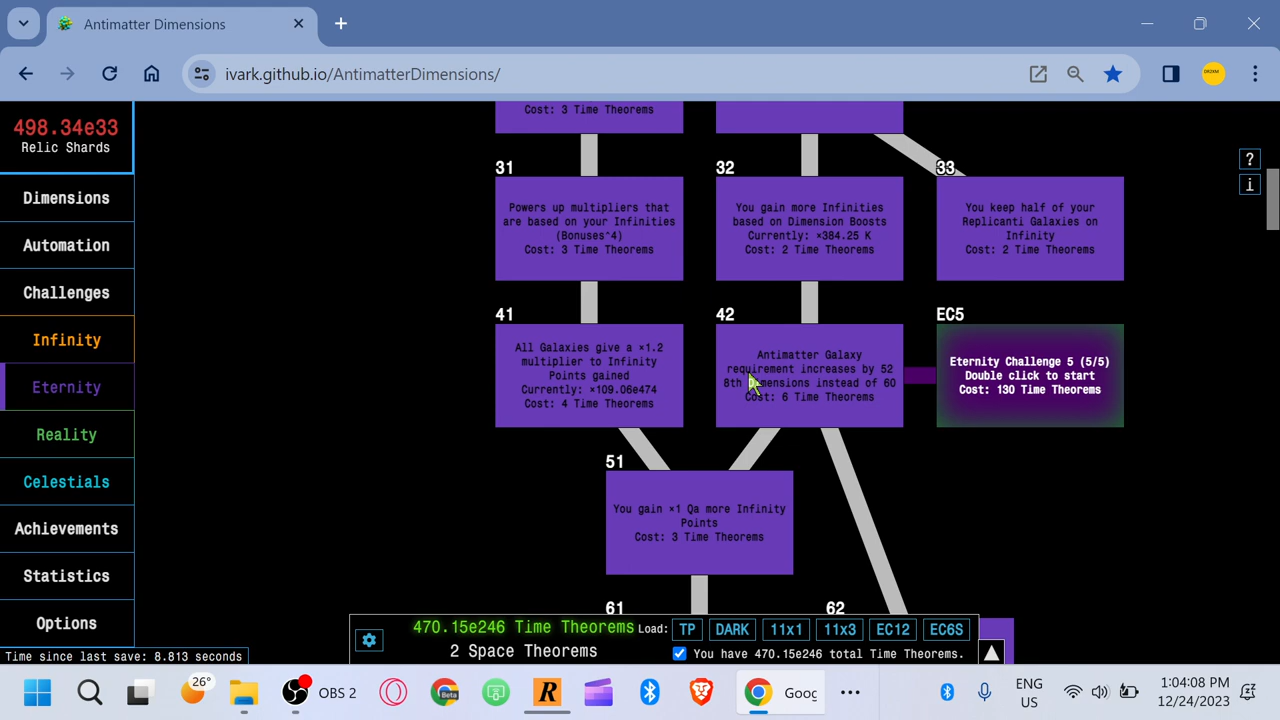 Antimatter Dimensions
ivark.github.io/AntimatterDimensions/
DKIXM
498.34e33
Relic Shards
Dimensions
Automation
Challenges
Infinity
Eternity
Reality
Celestials
Achievements
Statistics
Options
Time since last save: 8.813 seconds
?
i
Cost: 3 Time Theorems
31
Powers up multipliers that
are based on your Infinities
(Bonuses^4)
Cost: 3 Time Theorems
32
You gain more Infinities
based on Dimension Boosts
Currently: ×384.25 K
Cost: 2 Time Theorems
33
You keep half of your
Replicanti Galaxies on
Infinity
Cost: 2 Time Theorems
41
All Galaxies give a ×1.2
multiplier to Infinity
Points gained
Currently: ×109.06e474
Cost: 4 Time Theorems
42
Antimatter Galaxy
requirement increases by 52
8th Dimensions instead of 60
Cost: 6 Time Theorems
EC5
Eternity Challenge 5 (5/5)
Double click to start
Cost: 130 Time Theorems
51
You gain ×1 Qa more Infinity
Points
Cost: 3 Time Theorems
61
62
470.15e246 Time Theorems
2 Space Theorems
Load: TP DARK 11x1 11x3 EC12 EC6S
You have 470.15e246 total Time Theorems.
26°
OBS 2
Beta
Goog
ENG
US
1:04:08 PM
12/24/2023